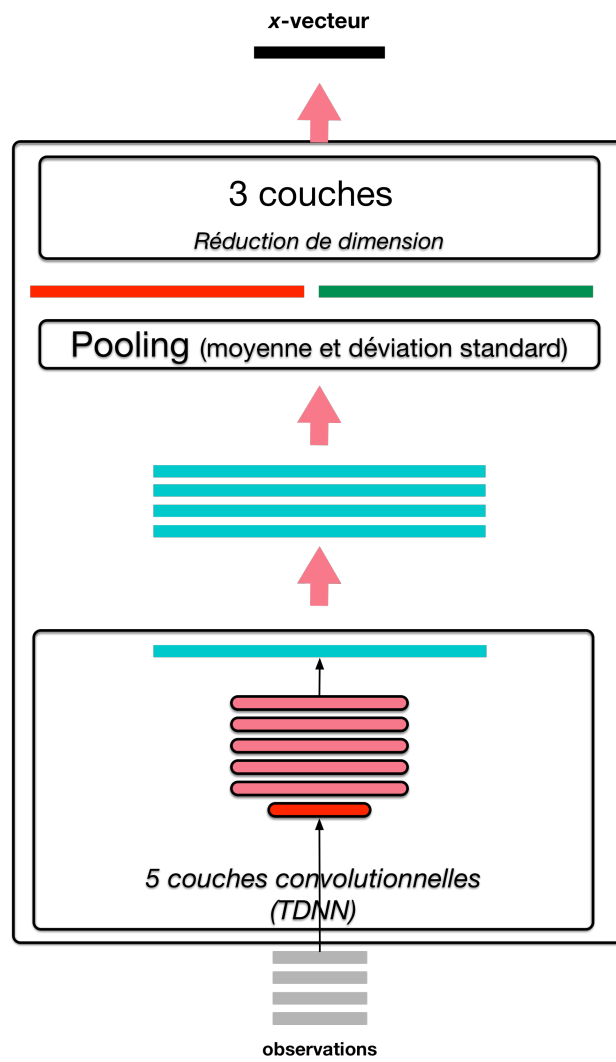 x-vecteur
3 couches
Réduction de dimension
Pooling (moyenne et déviation standard)
5 couches convolutionnelles
(TDNN)
observations